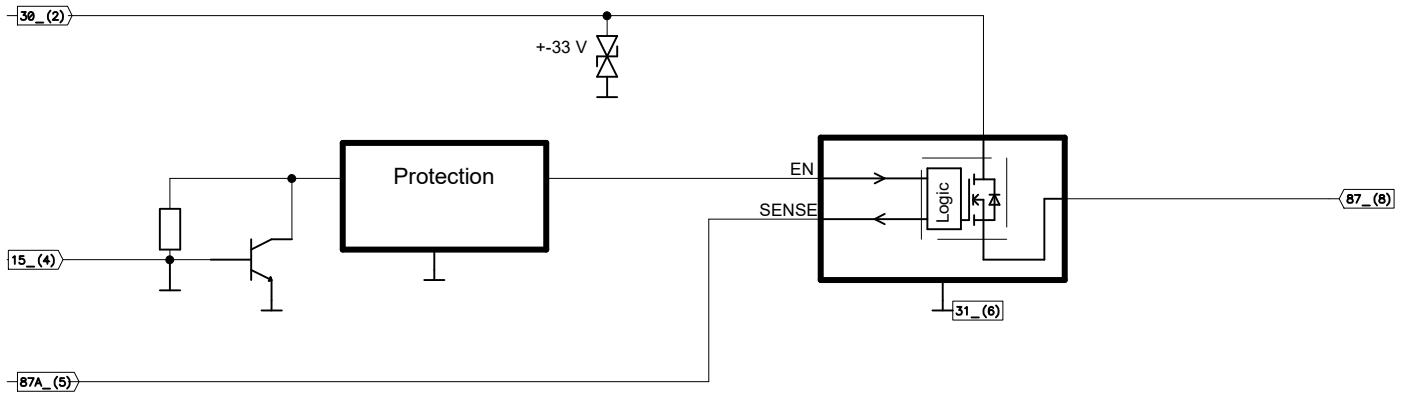 30_(2)
+-33 V
Protection
EN
SENSE
Logic
87_(8)
15_(4)
31_(6)
87A_(5)